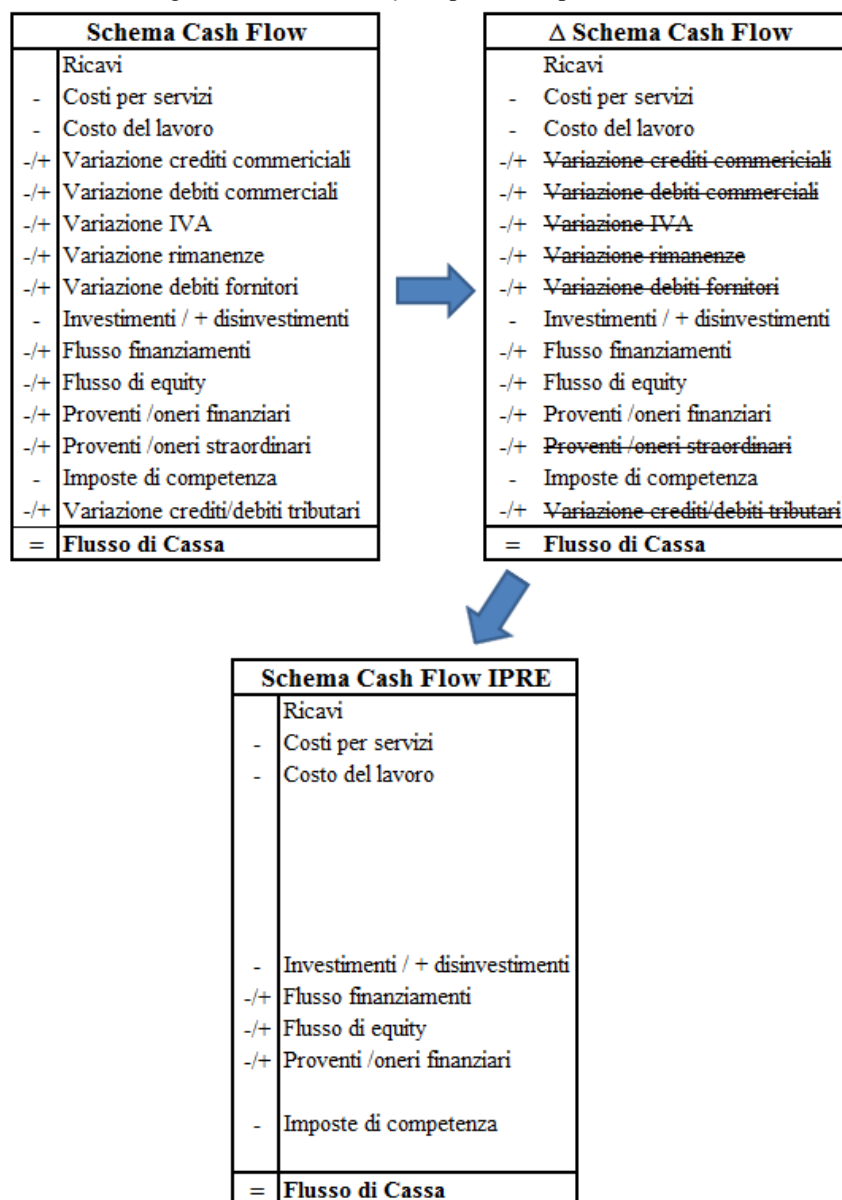 Schema Cash Flow
Ricavi
- Costi per servizi
- Costo del lavoro
-/+ Variazione crediti commericiali
-/+ Variazione debiti commerciali
-/+ Variazione IVA
-/+ Variazione rimanenze
-/+ Variazione debiti fornitori
- Investimenti / + disinvestimenti
-/+ Flusso finanziamenti
-/+ Flusso di equity
-/+ Proventi /oneri finanziari
-/+ Proventi /oneri straordinari
- Imposte di competenza
-/+ Variazione crediti/debiti tributari
= Flusso di Cassa
Δ Schema Cash Flow
Ricavi
- Costi per servizi
- Costo del lavoro
-/+ Variazione crediti commericiali
-/+ Variazione debiti commerciali
-/+ Variazione IVA
-/+ Variazione rimanenze
-/+ Variazione debiti fornitori
- Investimenti / + disinvestimenti
-/+ Flusso finanziamenti
-/+ Flusso di equity
-/+ Proventi /oneri finanziari
-/+ Proventi /oneri straordinari
- Imposte di competenza
-/+ Variazione crediti/debiti tributari
= Flusso di Cassa
Schema Cash Flow IPRE
Ricavi
- Costi per servizi
- Costo del lavoro
- Investimenti / + disinvestimenti
-/+ Flusso finanziamenti
-/+ Flusso di equity
-/+ Proventi /oneri finanziari
- Imposte di competenza
= Flusso di Cassa